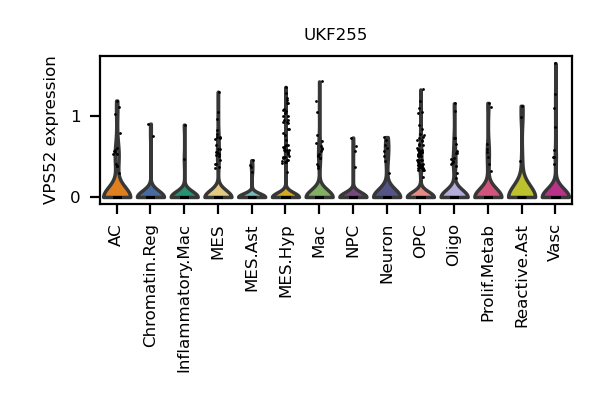 UKF255
VPS52 expression
1
0
AC
Chromatin.Reg
Inflammatory.Mac
MES
MES.Ast
MES.Hyp
Mac
NPC
Neuron
OPC
Oligo
Prolif.Metab
Reactive.Ast
Vasc